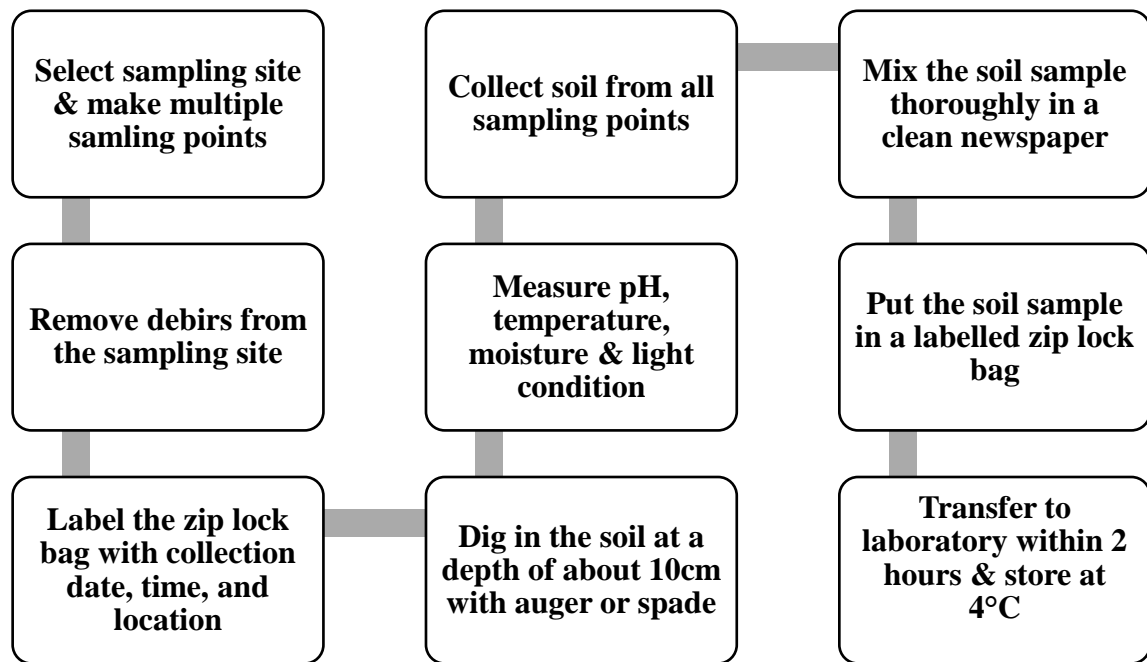 Select sampling site
& make multiple
samling points
Remove debirs from
the sampling site
Label the zip lock
bag with collection
date, time, and
location
Dig in the soil at a
depth of about 10cm
with auger or spade
Measure pH,
temperature,
moisture & light
condition
Collect soil from all
sampling points
Mix the soil sample
thoroughly in a
clean newspaper
Put the soil sample
in a labelled zip lock
bag
Transfer to
laboratory within 2
hours & store at
4°C